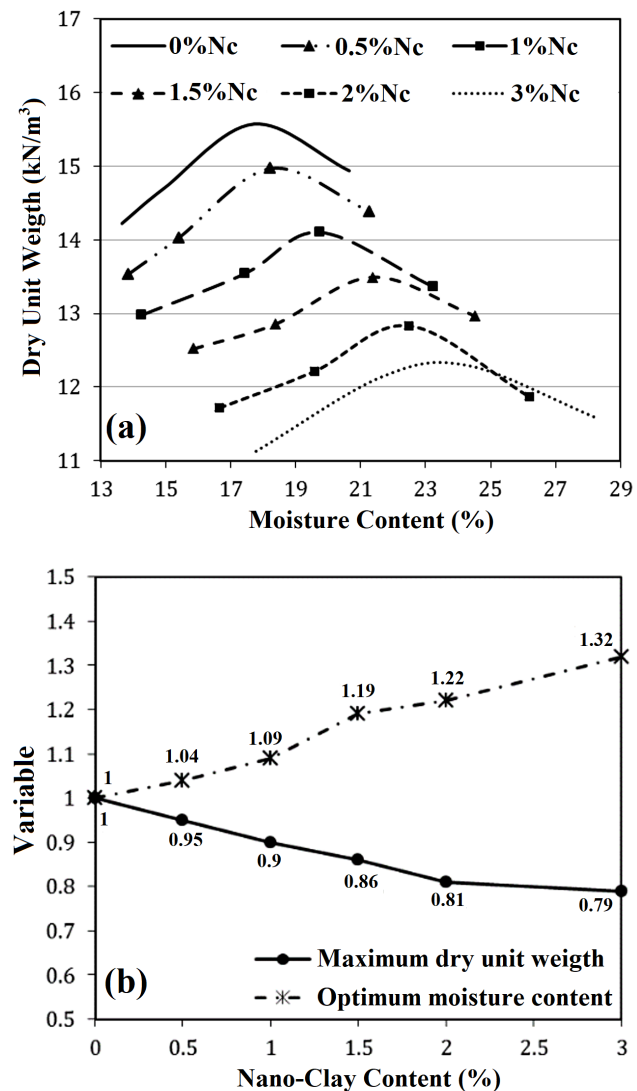 17
0%Nc 0.5%Nc 1%Nc
1.5%Nc 2%Nc 3%Nc
16
15
14
13
12
11
Dry Unit Weigth (kN/m³)
(a)
13 15 17 19 21 23 25 27 29
Moisture Content (%)
1.5
1.4
1.3
1.2
1.1
1
0.9
0.8
0.7
0.6
0.5
Variable
1 1.04 1.09 1.19 1.22 1.32
1 0.95 0.9 0.86 0.81 0.79
Maximum dry unit weigth
Optimum moisture content
(b)
0 0.5 1 1.5 2 2.5 3
Nano-Clay Content (%)